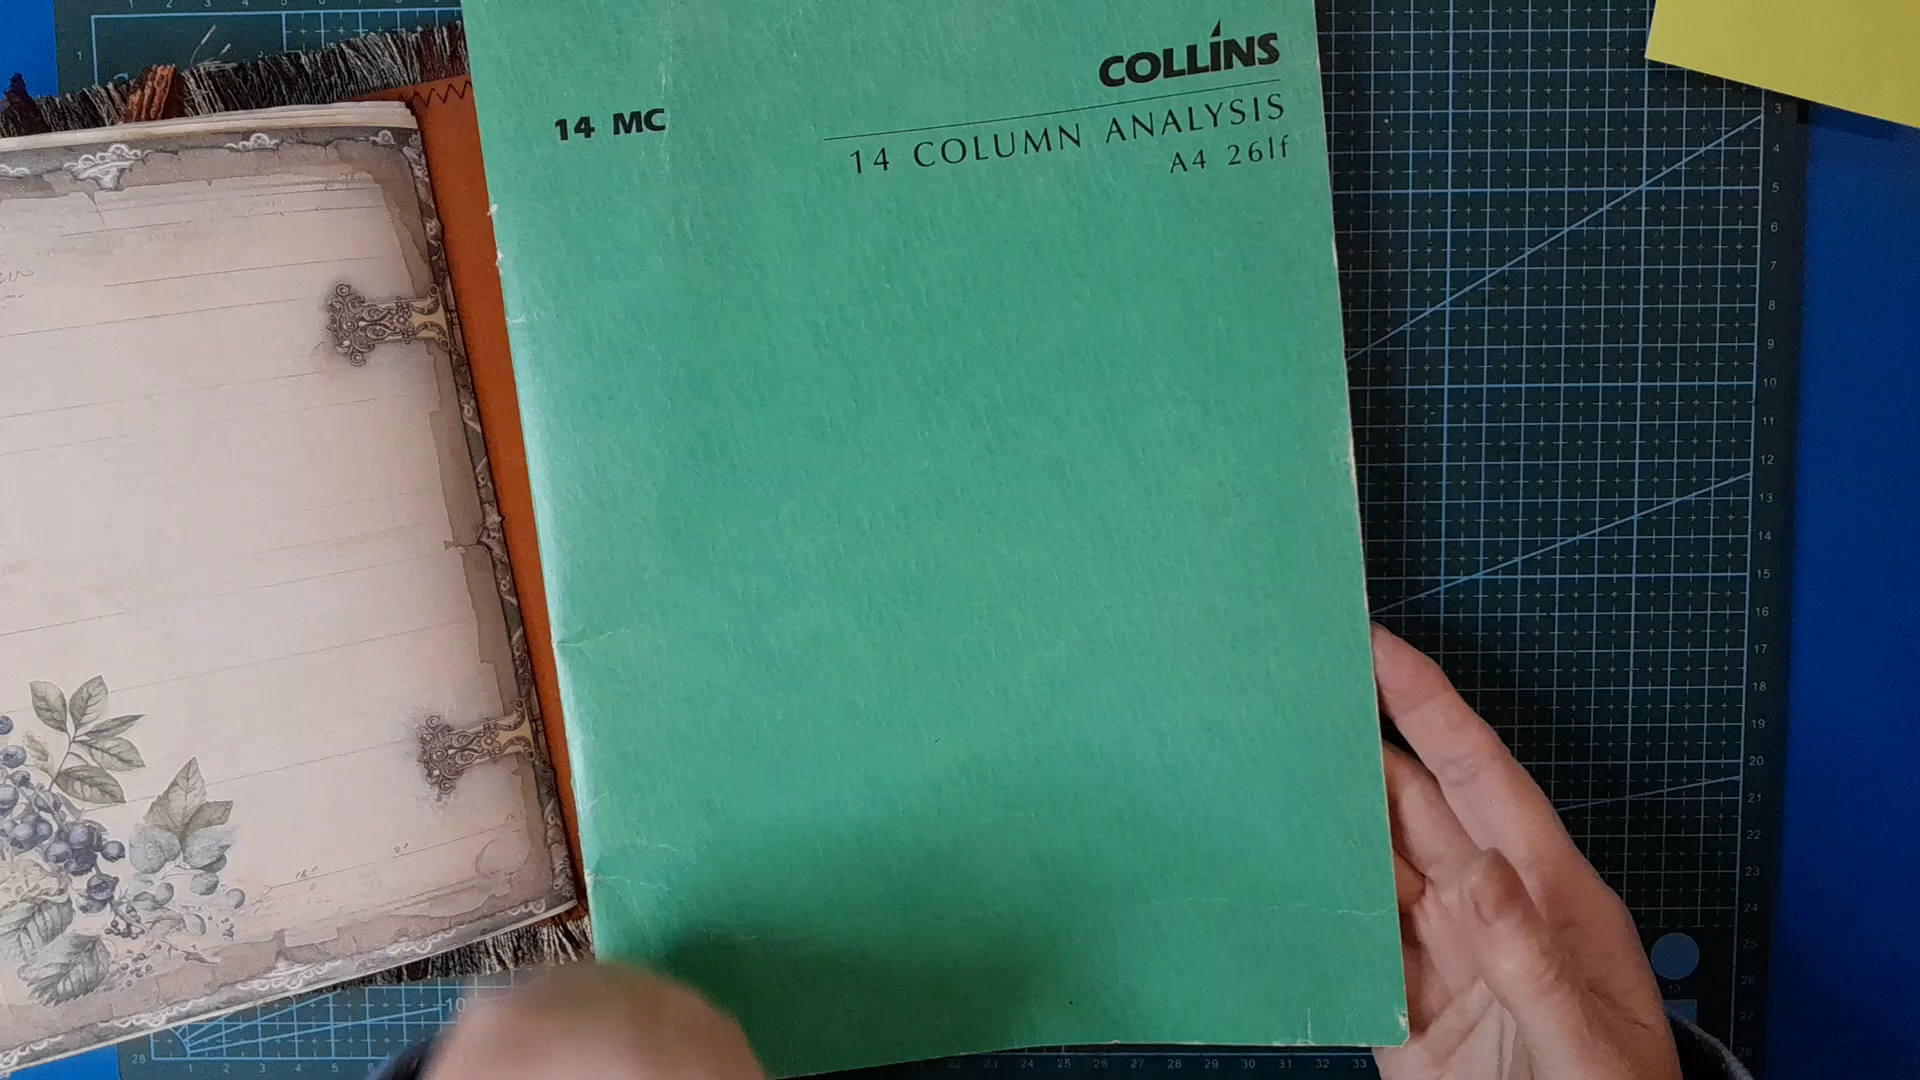 COLLINS
14 MC
14 COLUMN ANALYSIS
A4 26lf